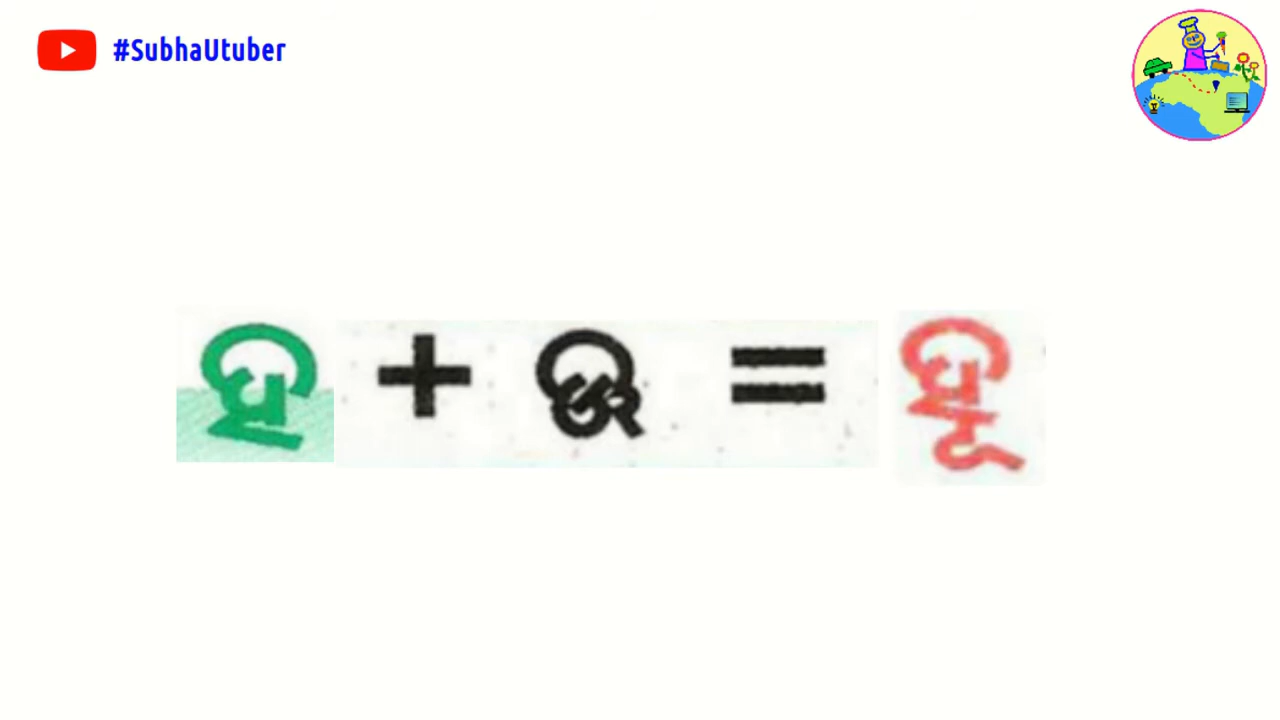 #SubhaUtuber
ହ + ଊ = ହୂ